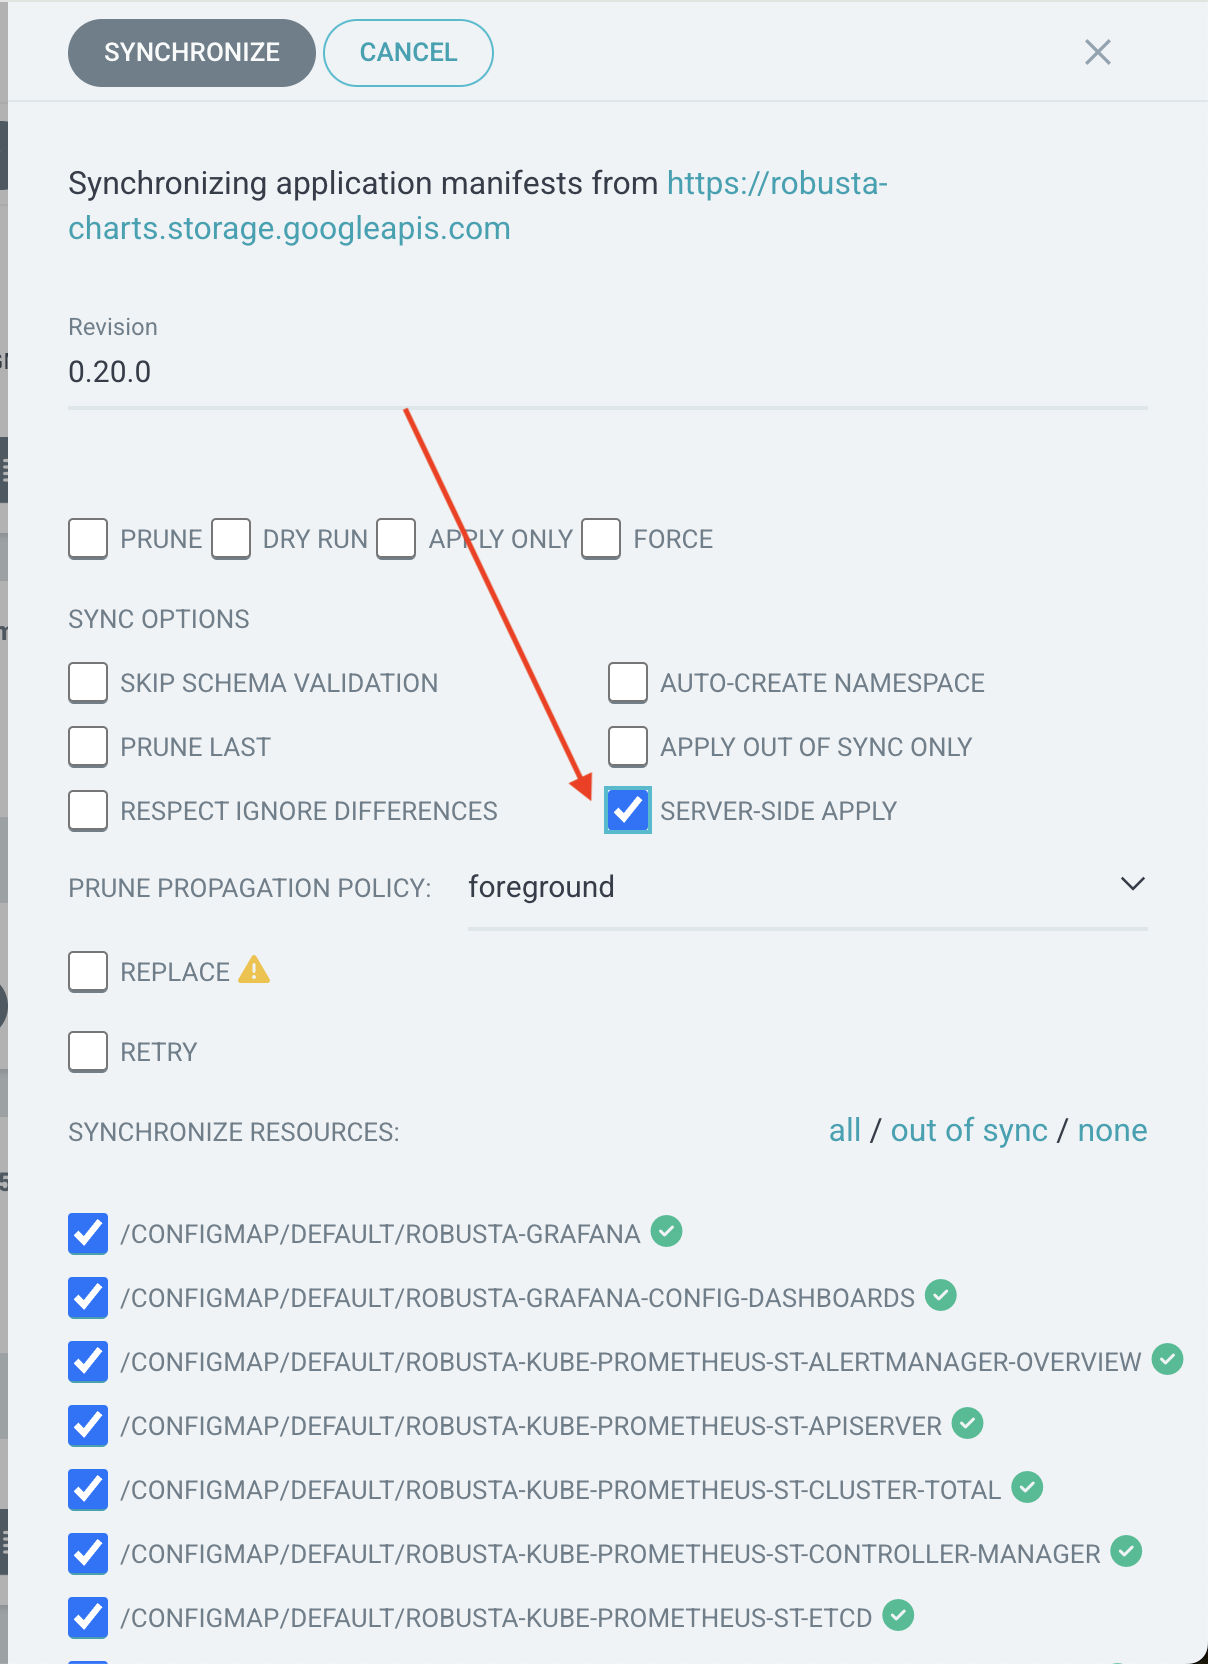 SYNCHRONIZE CANCEL
Synchronizing application manifests from https://robusta-
charts.storage.googleapis.com
Revision
0.20.0
PRUNE DRY RUN APPLY ONLY FORCE
SYNC OPTIONS
SKIP SCHEMA VALIDATION AUTO-CREATE NAMESPACE
PRUNE LAST APPLY OUT OF SYNC ONLY
RESPECT IGNORE DIFFERENCES SERVER-SIDE APPLY
PRUNE PROPAGATION POLICY: foreground
REPLACE
RETRY
SYNCHRONIZE RESOURCES: all / out of sync / none
/CONFIGMAP/DEFAULT/ROBUSTA-GRAFANA
/CONFIGMAP/DEFAULT/ROBUSTA-GRAFANA-CONFIG-DASHBOARDS
/CONFIGMAP/DEFAULT/ROBUSTA-KUBE-PROMETHEUS-ST-ALERTMANAGER-OVERVIEW
/CONFIGMAP/DEFAULT/ROBUSTA-KUBE-PROMETHEUS-ST-APISERVER
/CONFIGMAP/DEFAULT/ROBUSTA-KUBE-PROMETHEUS-ST-CLUSTER-TOTAL
/CONFIGMAP/DEFAULT/ROBUSTA-KUBE-PROMETHEUS-ST-CONTROLLER-MANAGER
/CONFIGMAP/DEFAULT/ROBUSTA-KUBE-PROMETHEUS-ST-ETCD